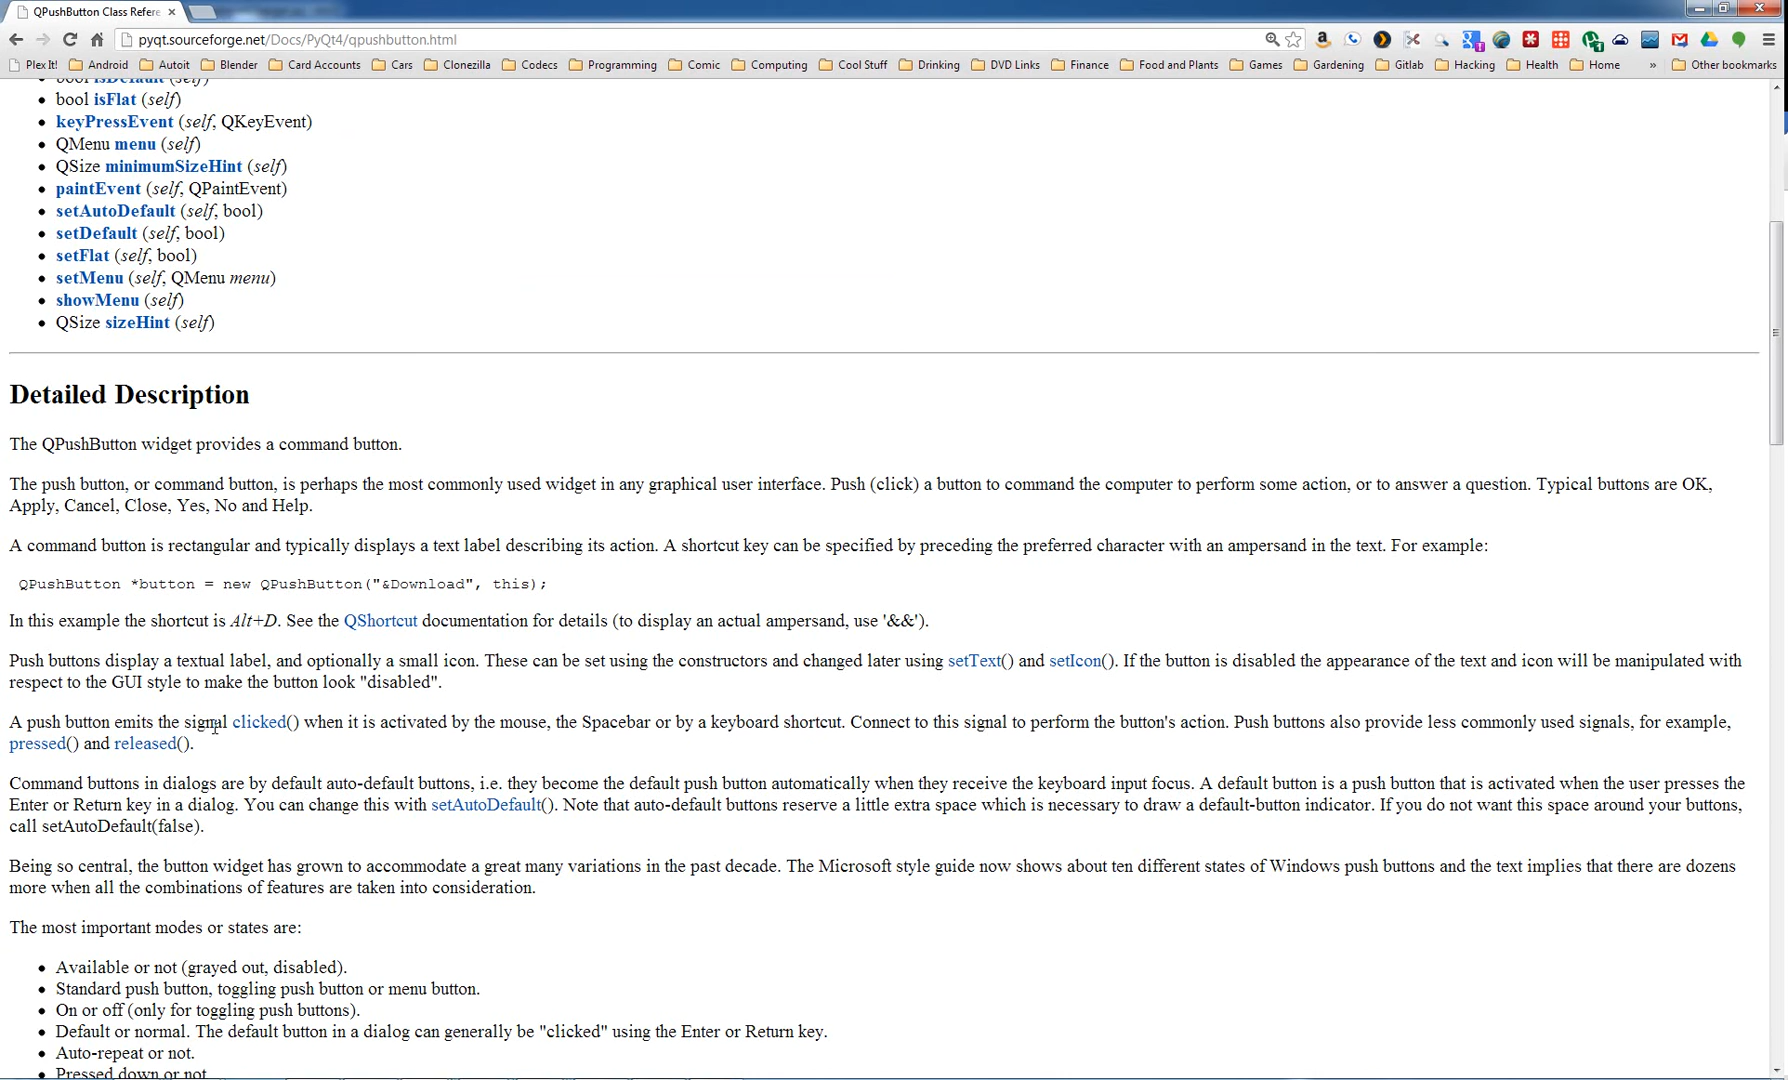 QPushButton Class Refere
pyqt.sourceforge.net/Docs/PyQt4/qpushbutton.html
Plex It! Android Autoit Blender Card Accounts Cars Clonezilla Codecs Programming Comic Computing Cool Stuff Drinking DVD Links Finance Food and Plants Games Gardening Gitlab Hacking Health Home » Other bookmarks
bool isDefault (self)
bool isFlat (self)
keyPressEvent (self, QKeyEvent)
QMenu menu (self)
QSize minimumSizeHint (self)
paintEvent (self, QPaintEvent)
setAutoDefault (self, bool)
setDefault (self, bool)
setFlat (self, bool)
setMenu (self, QMenu menu)
showMenu (self)
QSize sizeHint (self)
Detailed Description
The QPushButton widget provides a command button.
The push button, or command button, is perhaps the most commonly used widget in any graphical user interface. Push (click) a button to command the computer to perform some action, or to answer a question. Typical buttons are OK,
Apply, Cancel, Close, Yes, No and Help.
A command button is rectangular and typically displays a text label describing its action. A shortcut key can be specified by preceding the preferred character with an ampersand in the text. For example:
QPushButton *button = new QPushButton("&Download", this);
In this example the shortcut is Alt+D. See the QShortcut documentation for details (to display an actual ampersand, use '&&').
Push buttons display a textual label, and optionally a small icon. These can be set using the constructors and changed later using setText() and setIcon(). If the button is disabled the appearance of the text and icon will be manipulated with
respect to the GUI style to make the button look "disabled".
A push button emits the signal clicked() when it is activated by the mouse, the Spacebar or by a keyboard shortcut. Connect to this signal to perform the button's action. Push buttons also provide less commonly used signals, for example,
pressed() and released().
Command buttons in dialogs are by default auto-default buttons, i.e. they become the default push button automatically when they receive the keyboard input focus. A default button is a push button that is activated when the user presses the
Enter or Return key in a dialog. You can change this with setAutoDefault(). Note that auto-default buttons reserve a little extra space which is necessary to draw a default-button indicator. If you do not want this space around your buttons,
call setAutoDefault(false).
Being so central, the button widget has grown to accommodate a great many variations in the past decade. The Microsoft style guide now shows about ten different states of Windows push buttons and the text implies that there are dozens
more when all the combinations of features are taken into consideration.
The most important modes or states are:
Available or not (grayed out, disabled).
Standard push button, toggling push button or menu button.
On or off (only for toggling push buttons).
Default or normal. The default button in a dialog can generally be "clicked" using the Enter or Return key.
Auto-repeat or not.
Pressed down or not.